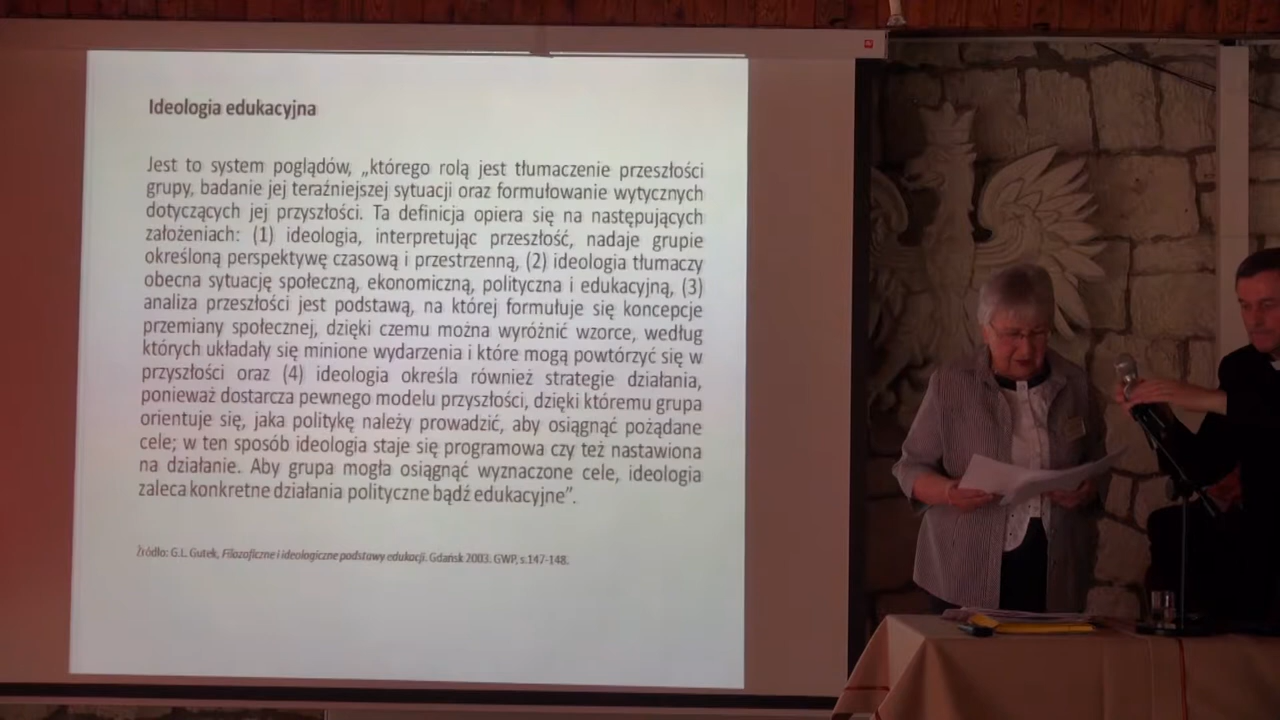 Ideologia edukacyjna
Jest to system poglądów, „którego rolą jest tłumaczenie przeszłości
grupy, badanie jej teraźniejszej sytuacji oraz formułowanie wytycznych
dotyczących jej przyszłości. Ta definicja opiera się na następujących
założeniach: (1) ideologia, interpretując przeszłość, nadaje grupie
określoną perspektywę czasową i przestrzenną, (2) ideologia tłumaczy
obecna sytuację społeczną, ekonomiczną, polityczna i edukacyjną, (3)
analiza przeszłości jest podstawą, na której formułuje się koncepcje
przemiany społecznej, dzięki czemu można wyróżnić wzorce, według
których układały się minione wydarzenia i które mogą powtórzyć się w
przyszłości oraz (4) ideologia określa również strategie działania,
ponieważ dostarcza pewnego modelu przyszłości, dzięki któremu grupa
orientuje się, jaka politykę należy prowadzić, aby osiągnąć pożądane
cele; w ten sposób ideologia staje się programowa czy też nastawiona
na działanie. Aby grupa mogła osiągnąć wyznaczone cele, ideologia
zaleca konkretne działania polityczne bądź edukacyjne”.
Źródło: G.L. Gutek, Filozoficzne i ideologiczne podstawy edukacji. Gdańsk 2003. GWP, s.147-148.